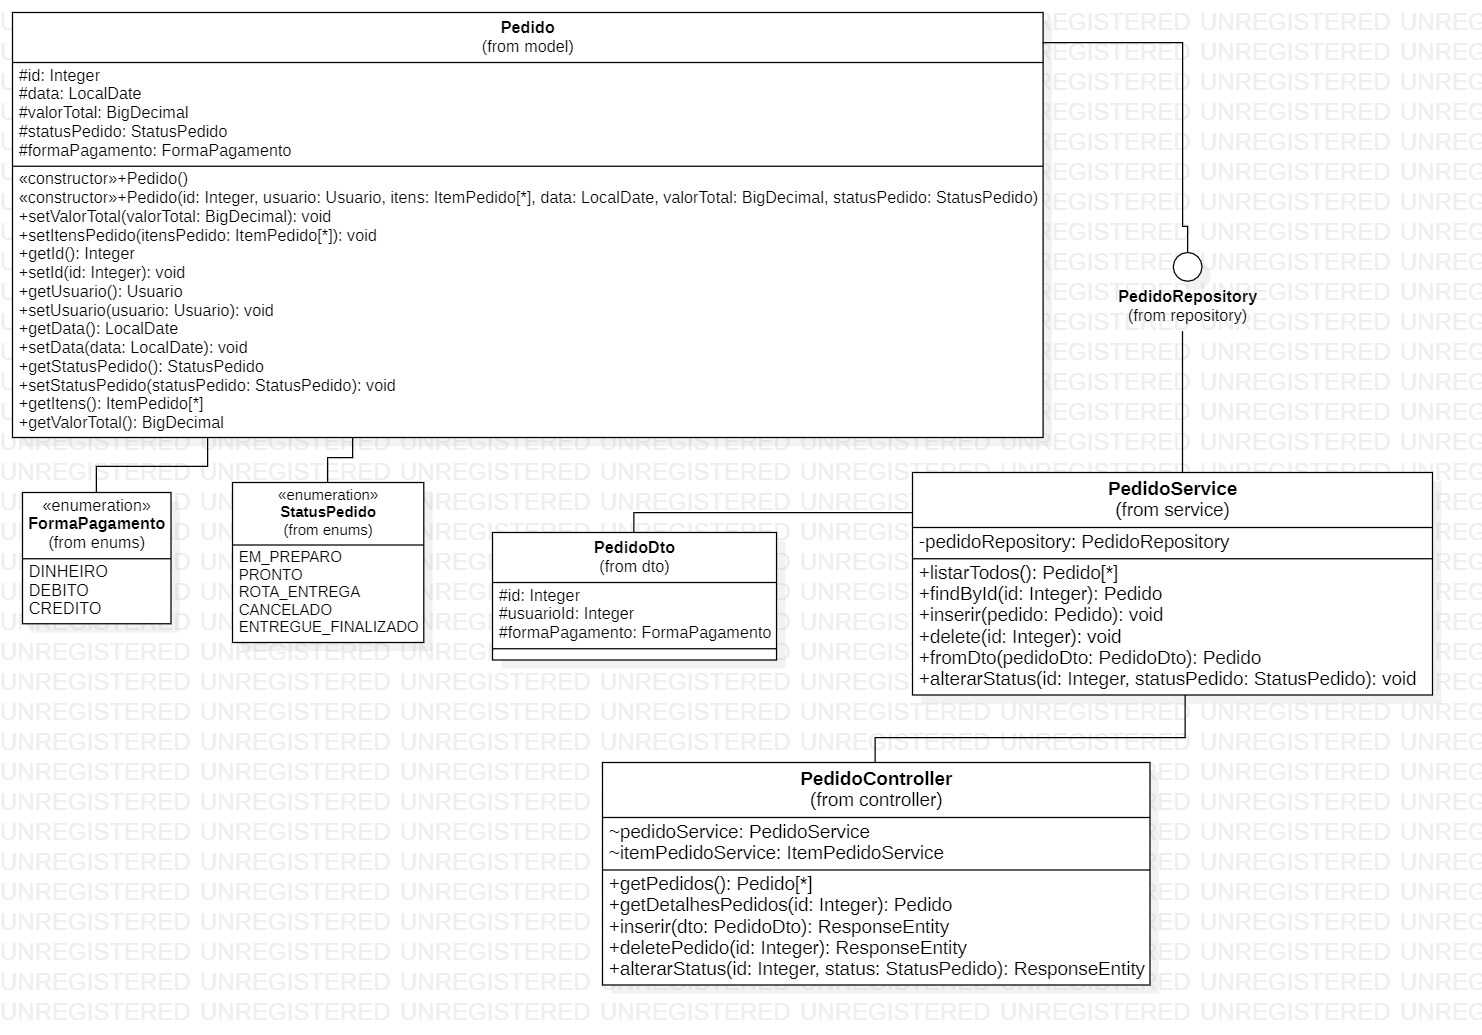 Pedido
(from model)
#id: Integer
#data: LocalDate
#valorTotal: BigDecimal
#statusPedido: StatusPedido
#formaPagamento: FormaPagamento
«constructor»+Pedido()
«constructor»+Pedido(id: Integer, usuario: Usuario, itens: ItemPedido[*], data: LocalDate, valorTotal: BigDecimal, statusPedido: StatusPedido)
+setValorTotal(valorTotal: BigDecimal): void
+setItensPedido(itensPedido: ItemPedido[*]): void
+getId(): Integer
+setId(id: Integer): void
+getUsuario(): Usuario
+setUsuario(usuario: Usuario): void
+getData(): LocalDate
+setData(data: LocalDate): void
+getStatusPedido(): StatusPedido
+setStatusPedido(statusPedido: StatusPedido): void
+getItens(): ItemPedido[*]
+getValorTotal(): BigDecimal
PedidoRepository
(from repository)
«enumeration»
FormaPagamento
(from enums)
DINHEIRO
DEBITO
CREDITO
«enumeration»
StatusPedido
(from enums)
EM_PREPARO
PRONTO
ROTA_ENTREGA
CANCELADO
ENTREGUE_FINALIZADO
PedidoDto
(from dto)
#id: Integer
#usuarioId: Integer
#formaPagamento: FormaPagamento
PedidoService
(from service)
-pedidoRepository: PedidoRepository
+listarTodos(): Pedido[*]
+findById(id: Integer): Pedido
+inserir(pedido: Pedido): void
+delete(id: Integer): void
+fromDto(pedidoDto: PedidoDto): Pedido
+alterarStatus(id: Integer, statusPedido: StatusPedido): void
PedidoController
(from controller)
~pedidoService: PedidoService
~itemPedidoService: ItemPedidoService
+getPedidos(): Pedido[*]
+getDetalhesPedidos(id: Integer): Pedido
+inserir(dto: PedidoDto): ResponseEntity
+deletePedido(id: Integer): ResponseEntity
+alterarStatus(id: Integer, status: StatusPedido): ResponseEntity
UNREGISTERED